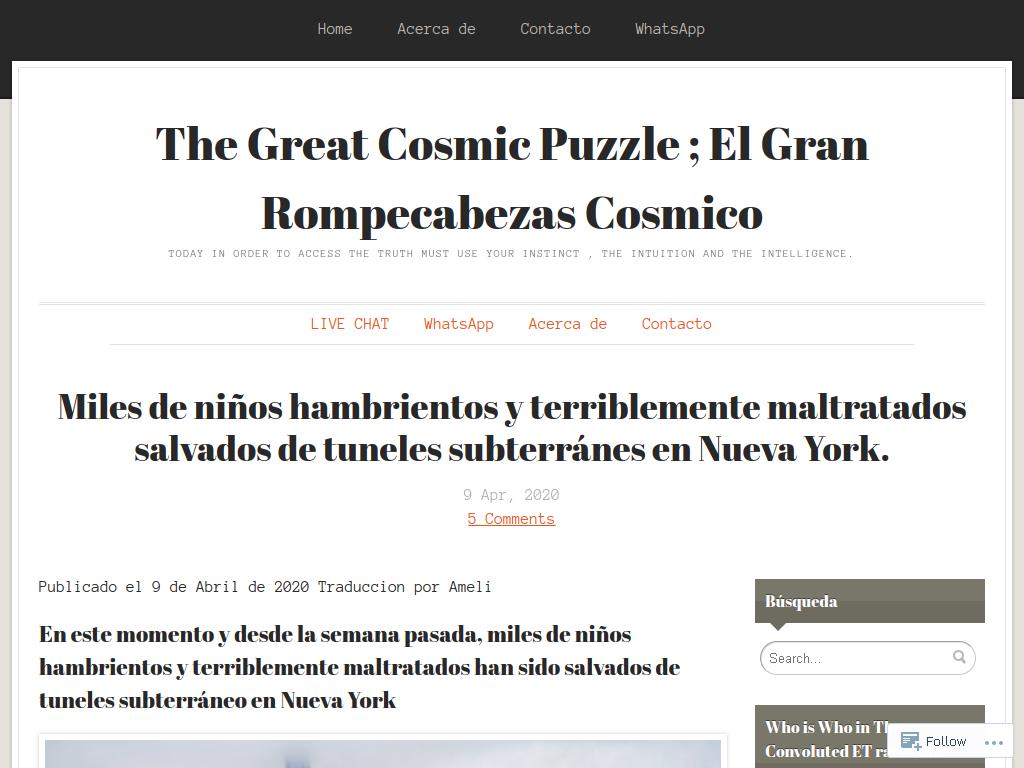 Home Acerca de Contacto WhatsApp
The Great Cosmic Puzzle ; El Gran
Rompecabezas Cosmico
TODAY IN ORDER TO ACCESS THE TRUTH MUST USE YOUR INSTINCT , THE INTUITION AND THE INTELLIGENCE.
LIVE CHAT WhatsApp Acerca de Contacto
Miles de niños hambrientos y terriblemente maltratados
salvados de tuneles subterránes en Nueva York.
9 Apr, 2020
5 Comments
Publicado el 9 de Abril de 2020 Traduccion por Ameli
En este momento y desde la semana pasada, miles de niños
hambrientos y terriblemente maltratados han sido salvados de
tuneles subterráneo en Nueva York
Búsqueda
Search...
Who is Who in
Convoluted ET
Follow